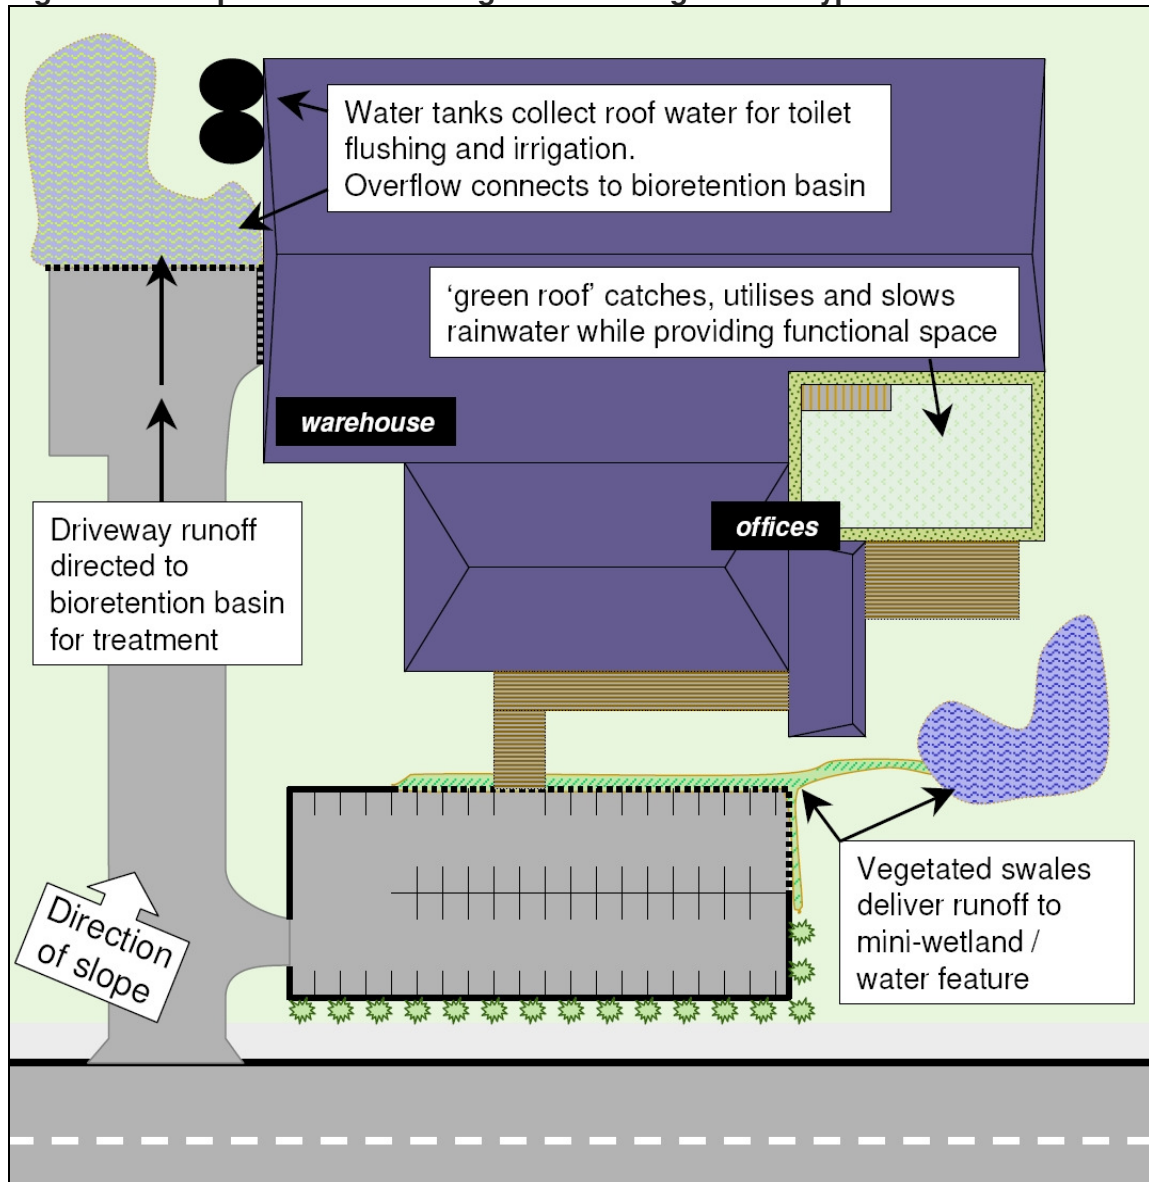 Water tanks collect roof water for toilet
flushing and irrigation.
Overflow connects to bioretention basin
‘green roof’ catches, utilises and slows
rainwater while providing functional space
warehouse
offices
Driveway runoff
directed to
bioretention basin
for treatment
Vegetated swales
deliver runoff to
mini-wetland /
water feature
Direction
of slope